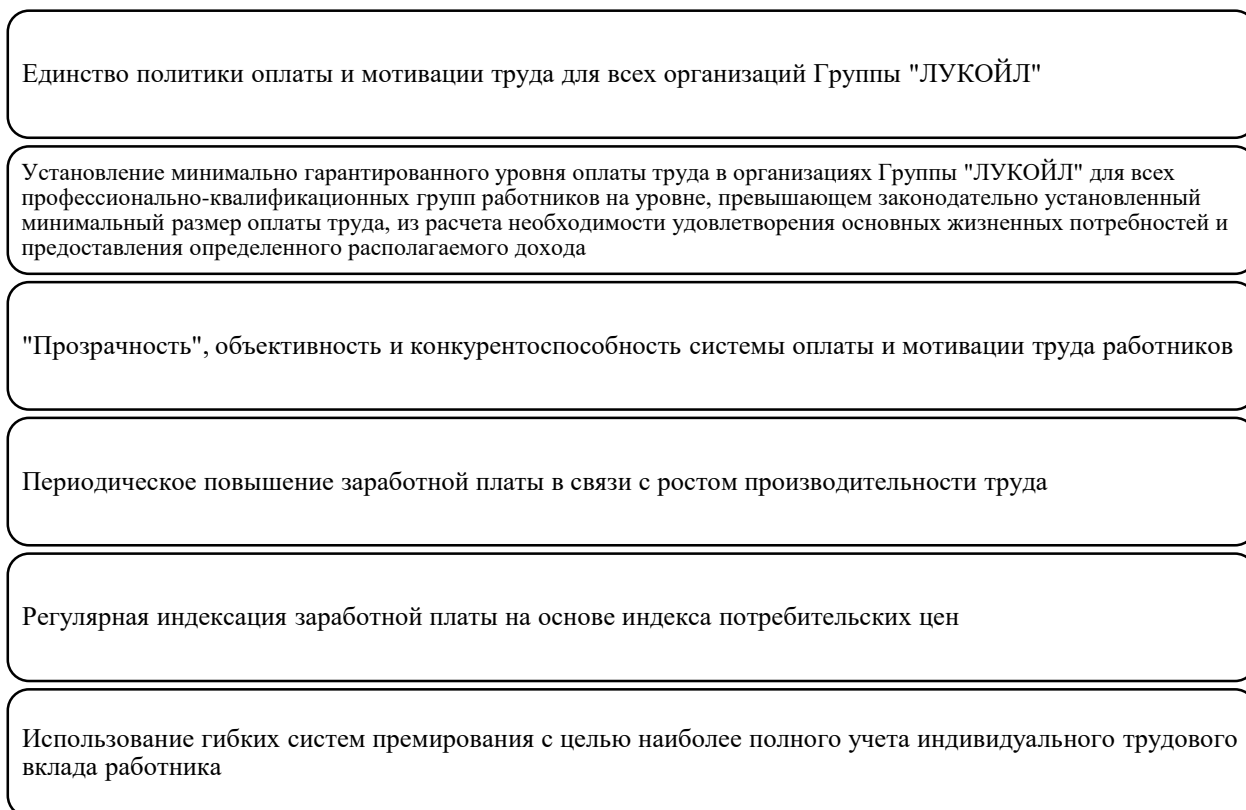 Единство политики оплаты и мотивации труда для всех организаций Группы "ЛУКОЙЛ"
Установление минимально гарантированного уровня оплаты труда в организациях Группы "ЛУКОЙЛ" для всех
профессионально-квалификационных групп работников на уровне, превышающем законодательно установленный
минимальный размер оплаты труда, из расчета необходимости удовлетворения основных жизненных потребностей и
предоставления определенного располагаемого дохода
"Прозрачность", объективность и конкурентоспособность системы оплаты и мотивации труда работников
Периодическое повышение заработной платы в связи с ростом производительности труда
Регулярная индексация заработной платы на основе индекса потребительских цен
Использование гибких систем премирования с целью наиболее полного учета индивидуального трудового
вклада работника